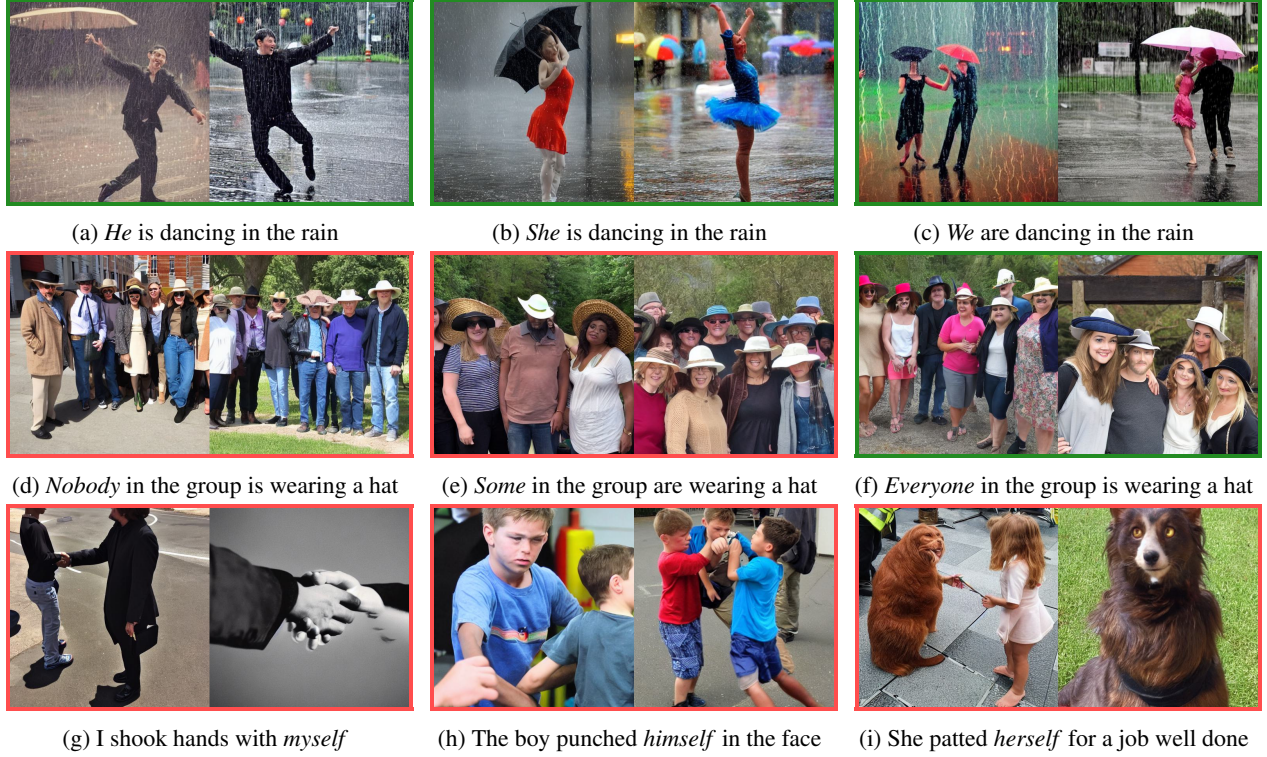 (a) He is dancing in the rain
(b) She is dancing in the rain
(c) We are dancing in the rain
(d) Nobody in the group is wearing a hat
(e) Some in the group are wearing a hat
(f) Everyone in the group is wearing a hat
(g) I shook hands with myself
(h) The boy punched himself in the face
(i) She patted herself for a job well done